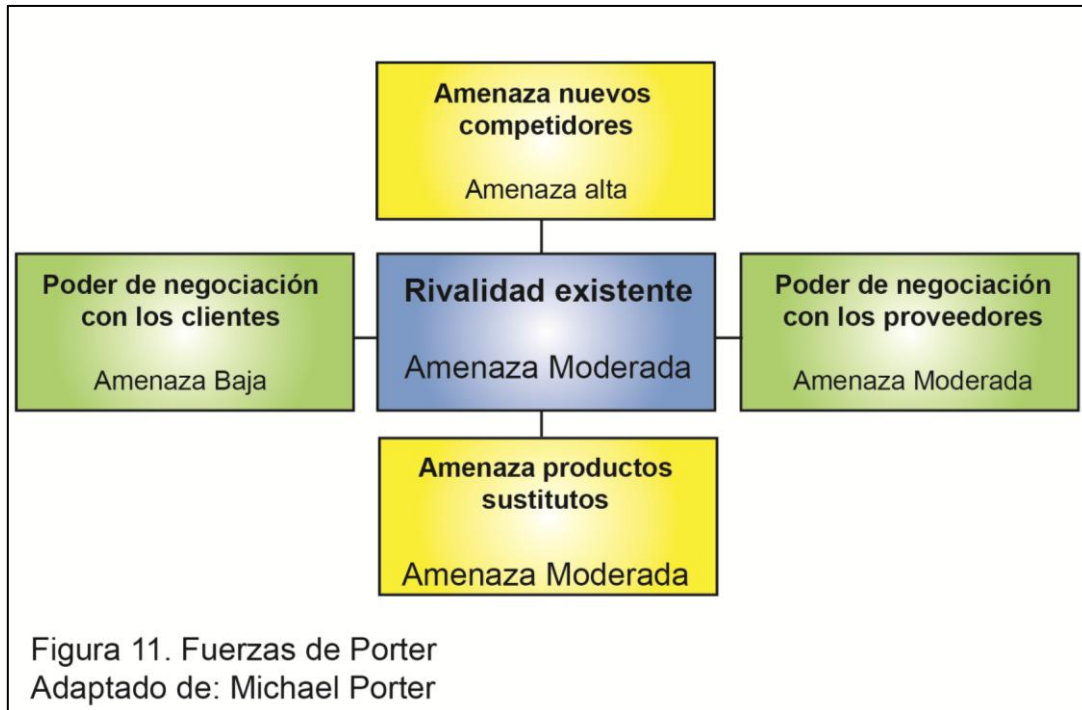 Amenaza nuevos
competidores
Amenaza alta
Poder de negociación
con los clientes
Amenaza Baja
Rivalidad existente
Amenaza Moderada
Poder de negociación
con los proveedores
Amenaza Moderada
Amenaza productos
sustitutos
Amenaza Moderada
Figura 11. Fuerzas de Porter
Adaptado de: Michael Porter